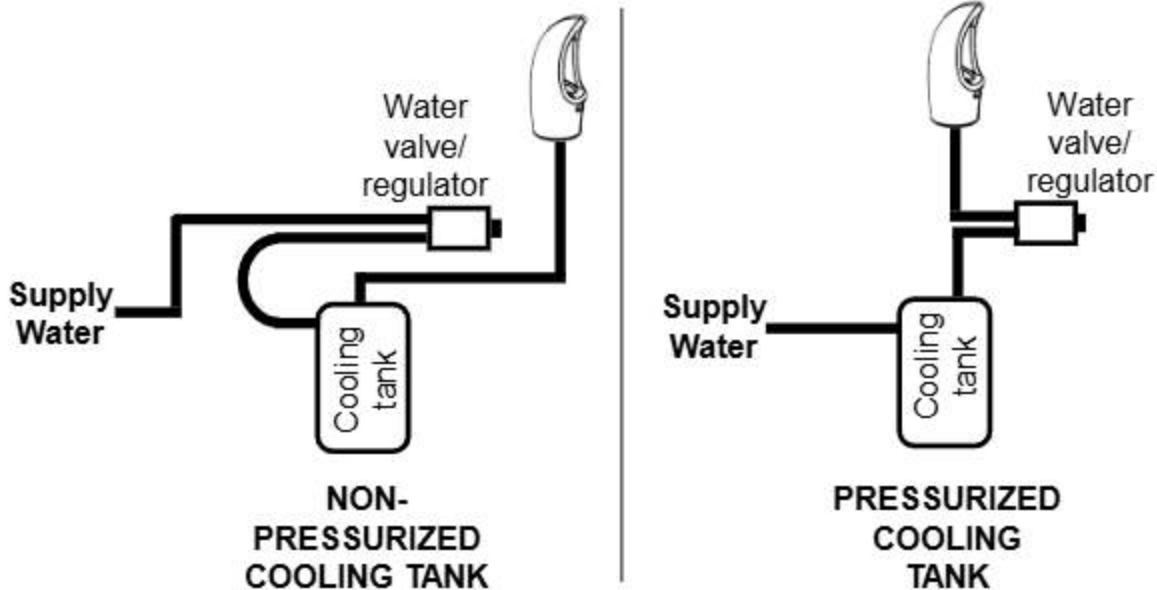 Water
valve/
regulator
Supply
Water
Cooling
tank
NON-
PRESSURIZED
COOLING TANK
Water
valve/
regulator
Supply
Water
Cooling
tank
PRESSURIZED
COOLING
TANK